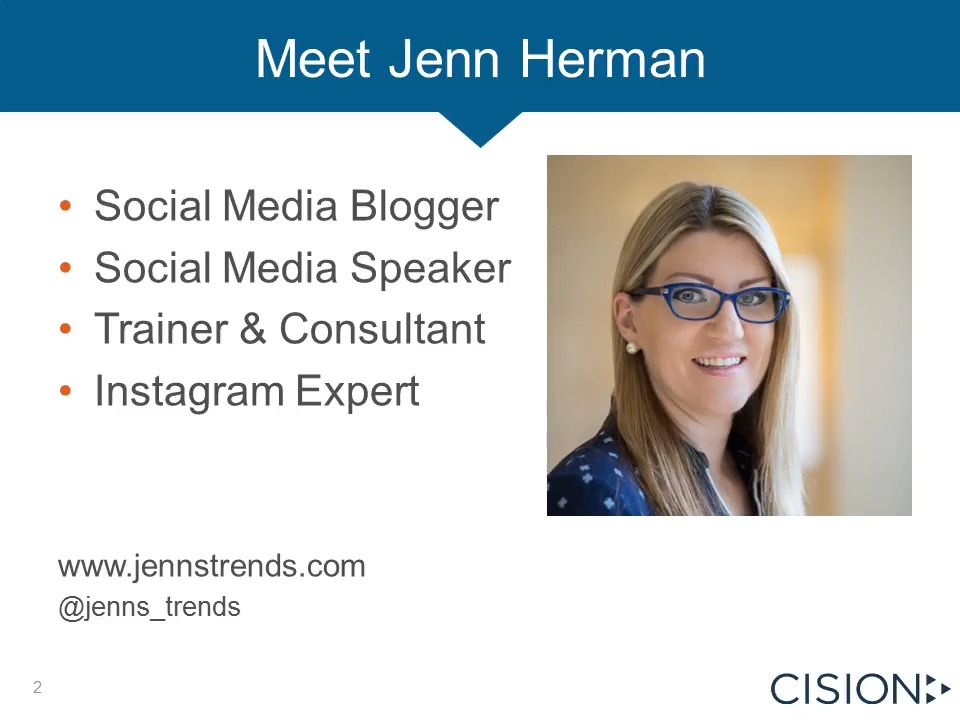 Meet Jenn Herman
• Social Media Blogger
• Social Media Speaker
• Trainer & Consultant
• Instagram Expert
www.jennstrends.com
@jenns_trends
2
CISION